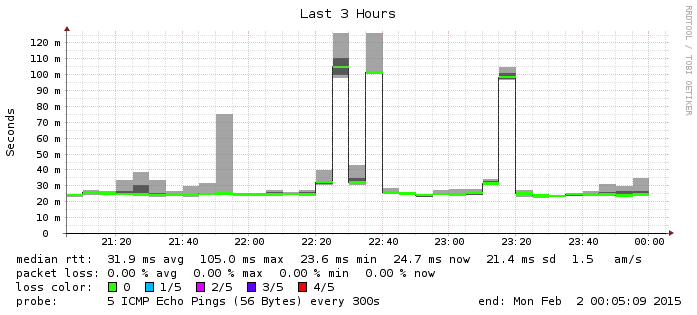 Last 3 Hours
RRDTOOL / TOBI OETIKER
Seconds
120 m
110 m
100 m
90 m
80 m
70 m
60 m
50 m
40 m
30 m
20 m
10 m
0
21:20 21:40 22:00 22:20 22:40 23:00 23:20 23:40 00:00
median rtt: 31.9 ms avg 105.0 ms max 23.6 ms min 24.7 ms now 21.4 ms sd 1.5 am/s
packet loss: 0.00 % avg 0.00 % max 0.00 % min 0.00 % now
loss color: 0 1/5 2/5 3/5 4/5
probe: 5 ICMP Echo Pings (56 Bytes) every 300s end: Mon Feb 2 00:05:09 2015